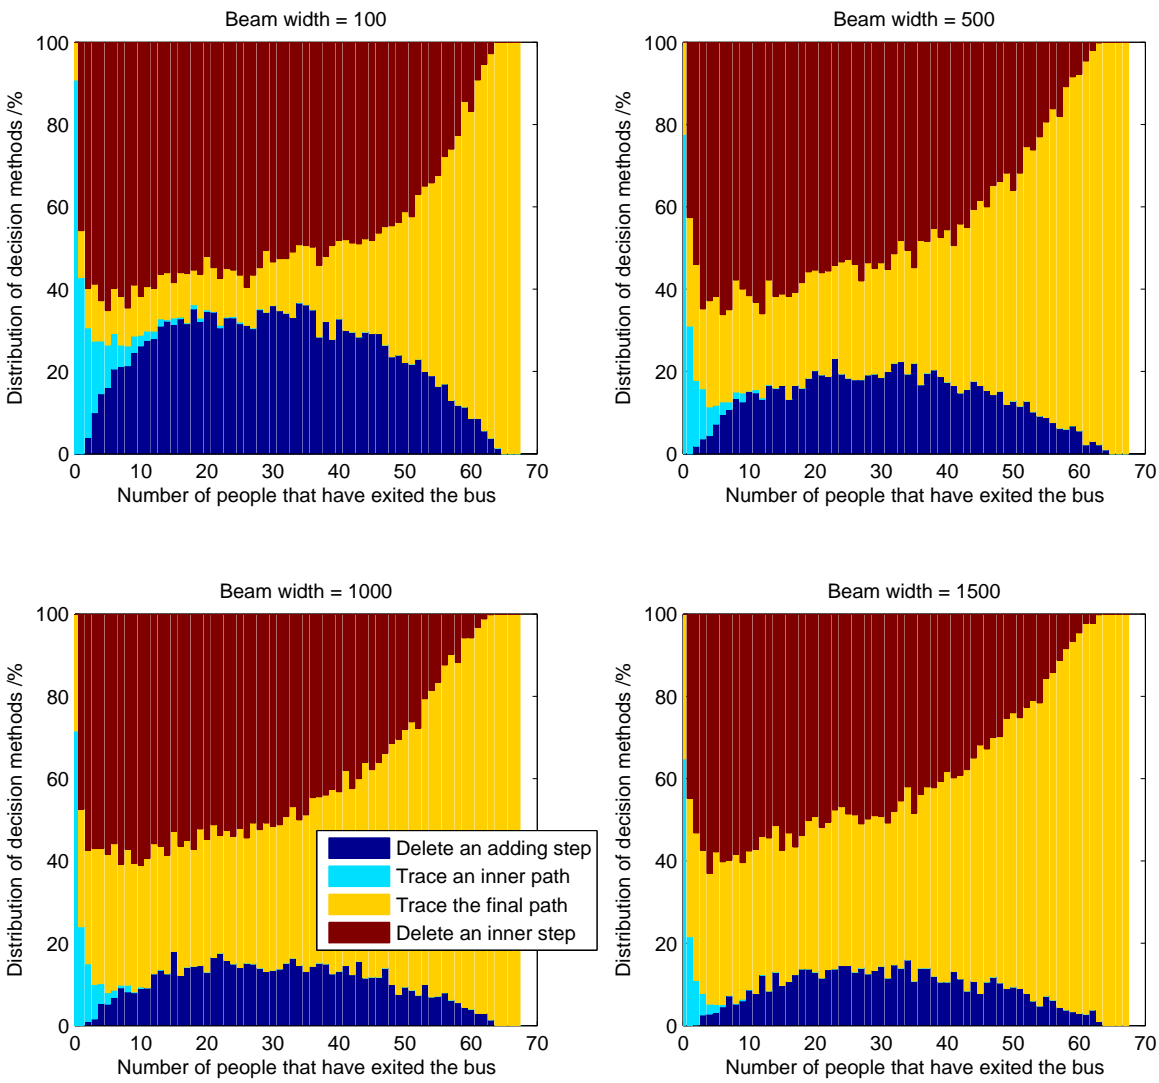 Beam width = 100
Distribution of decision methods /%
100
80
60
40
20
0
0 10 20 30 40 50 60 70
Number of people that have exited the bus
Beam width = 500
Distribution of decision methods /%
100
80
60
40
20
0
0 10 20 30 40 50 60 70
Number of people that have exited the bus
Beam width = 1000
Distribution of decision methods /%
100
80
60
40
20
0
0 10 20 30 40 50 60 70
Number of people that have exited the bus
Delete an adding step
Trace an inner path
Trace the final path
Delete an inner step
Beam width = 1500
Distribution of decision methods /%
100
80
60
40
20
0
0 10 20 30 40 50 60 70
Number of people that have exited the bus